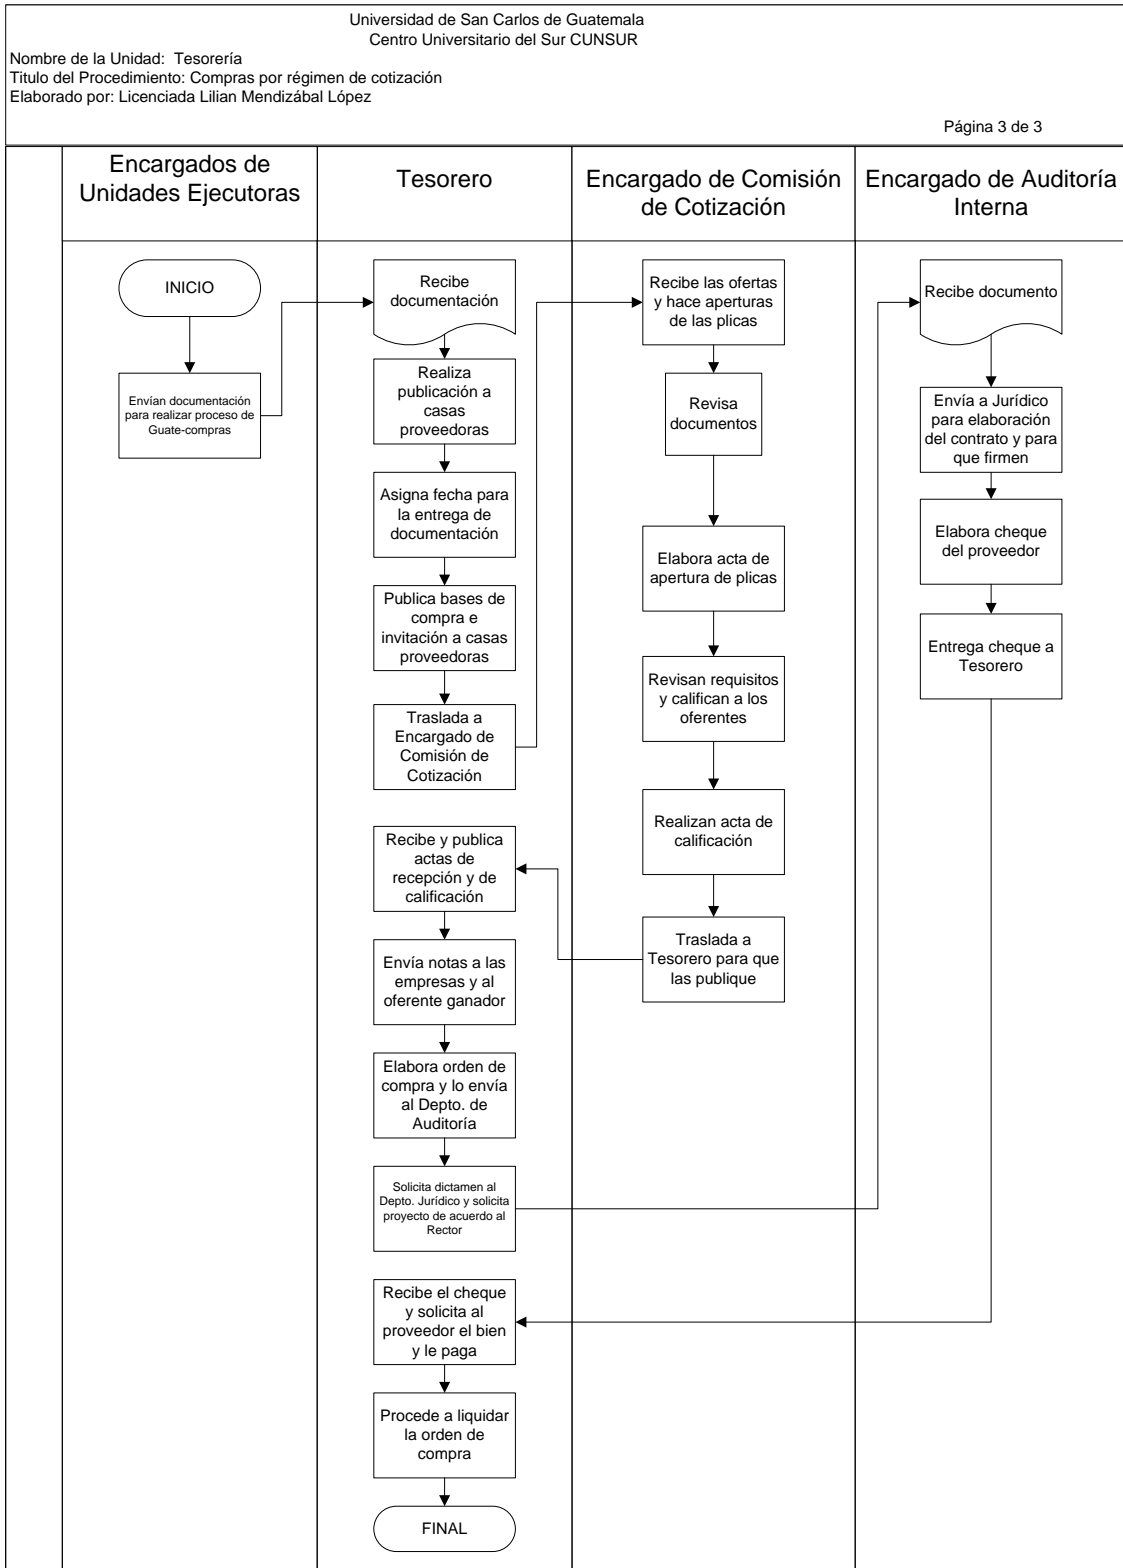 Universidad de San Carlos de Guatemala
Centro Universitario del Sur CUNSUR
Nombre de la Unidad: Tesorería
Titulo del Procedimiento: Compras por régimen de cotización
Elaborado por: Licenciada Lilian Mendizábal López
Página 3 de 3
Encargados de
Unidades Ejecutoras
Tesorero
Encargado de Comisión
de Cotización
Encargado de Auditoría
Interna
INICIO
Envían documentación
para realizar proceso de
Guate-compras
Recibe
documentación
Realiza
publicación a
casas
proveedoras
Asigna fecha para
la entrega de
documentación
Publica bases de
compra e
invitación a casas
proveedoras
Traslada a
Encargado de
Comisión de
Cotización
Recibe las ofertas
y hace aperturas
de las plicas
Revisa
documentos
Elabora acta de
apertura de plicas
Revisan requisitos
y califican a los
oferentes
Realizan acta de
calificación
Traslada a
Tesorero para que
las publique
Recibe y publica
actas de
recepción y de
calificación
Envía notas a las
empresas y al
oferente ganador
Elabora orden de
compra y lo envía
al Depto. de
Auditoría
Solicita dictamen al
Depto. Jurídico y solicita
proyecto de acuerdo al
Rector
Recibe documento
Envía a Jurídico
para elaboración
del contrato y para
que firmen
Elabora cheque
del proveedor
Entrega cheque a
Tesorero
Recibe el cheque
y solicita al
proveedor el bien
y le paga
Procede a liquidar
la orden de
compra
FINAL